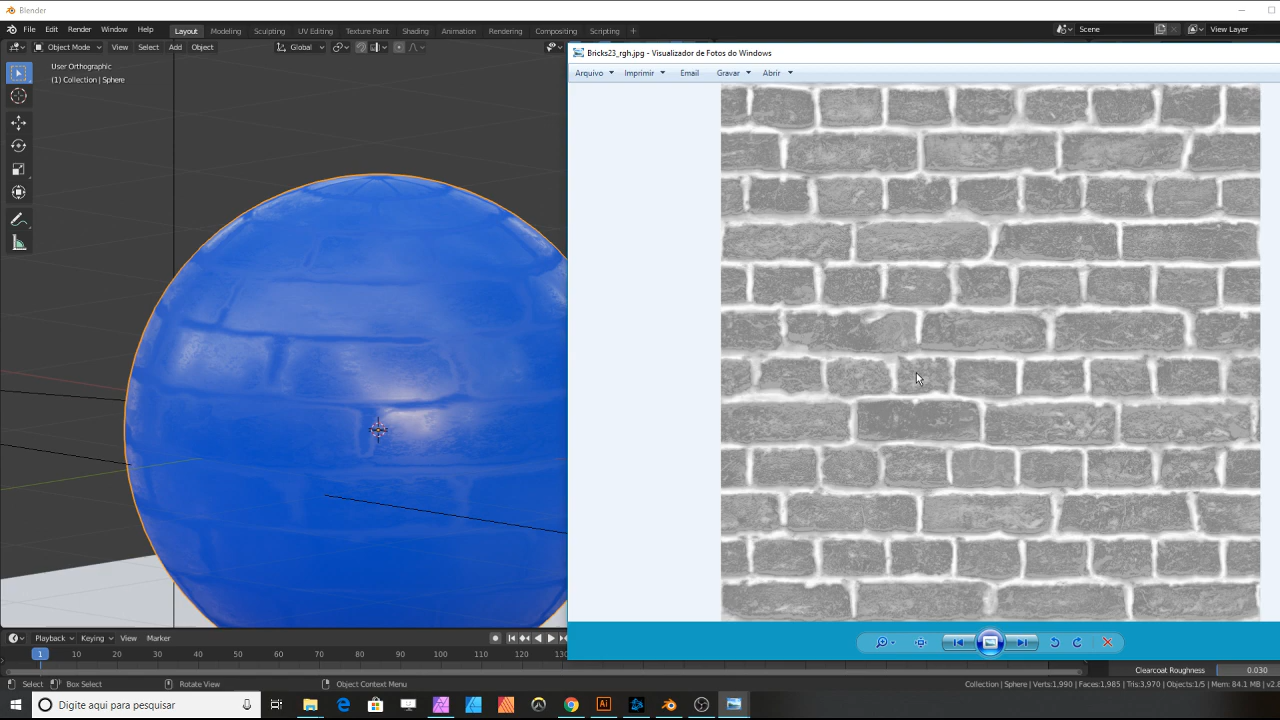 Blender
File Edit Render Window Help Layout Modeling Sculpting UV Editing Texture Paint Shading Animation Rendering Compositing Scripting + Scene View Layer
Object Mode View Select Add Object Global
User Orthographic
(1) Collection | Sphere
Bricks23_rgh.jpg - Visualizador de Fotos do Windows
Arquivo Imprimir Email Gravar Abrir
Playback Keying View Marker
1 10 20 30 40 50 60 70 80 90 100 110 120 130
Clearcoat Roughness 0.030
Select Box Select Rotate View Object Context Menu
Collection | Sphere | Verts:1,990 | Faces:1,985 | Tris:3,970 | Objects:1/5 | Mem: 84.1 MB | v2.8
Digite aqui para pesquisar
Ai